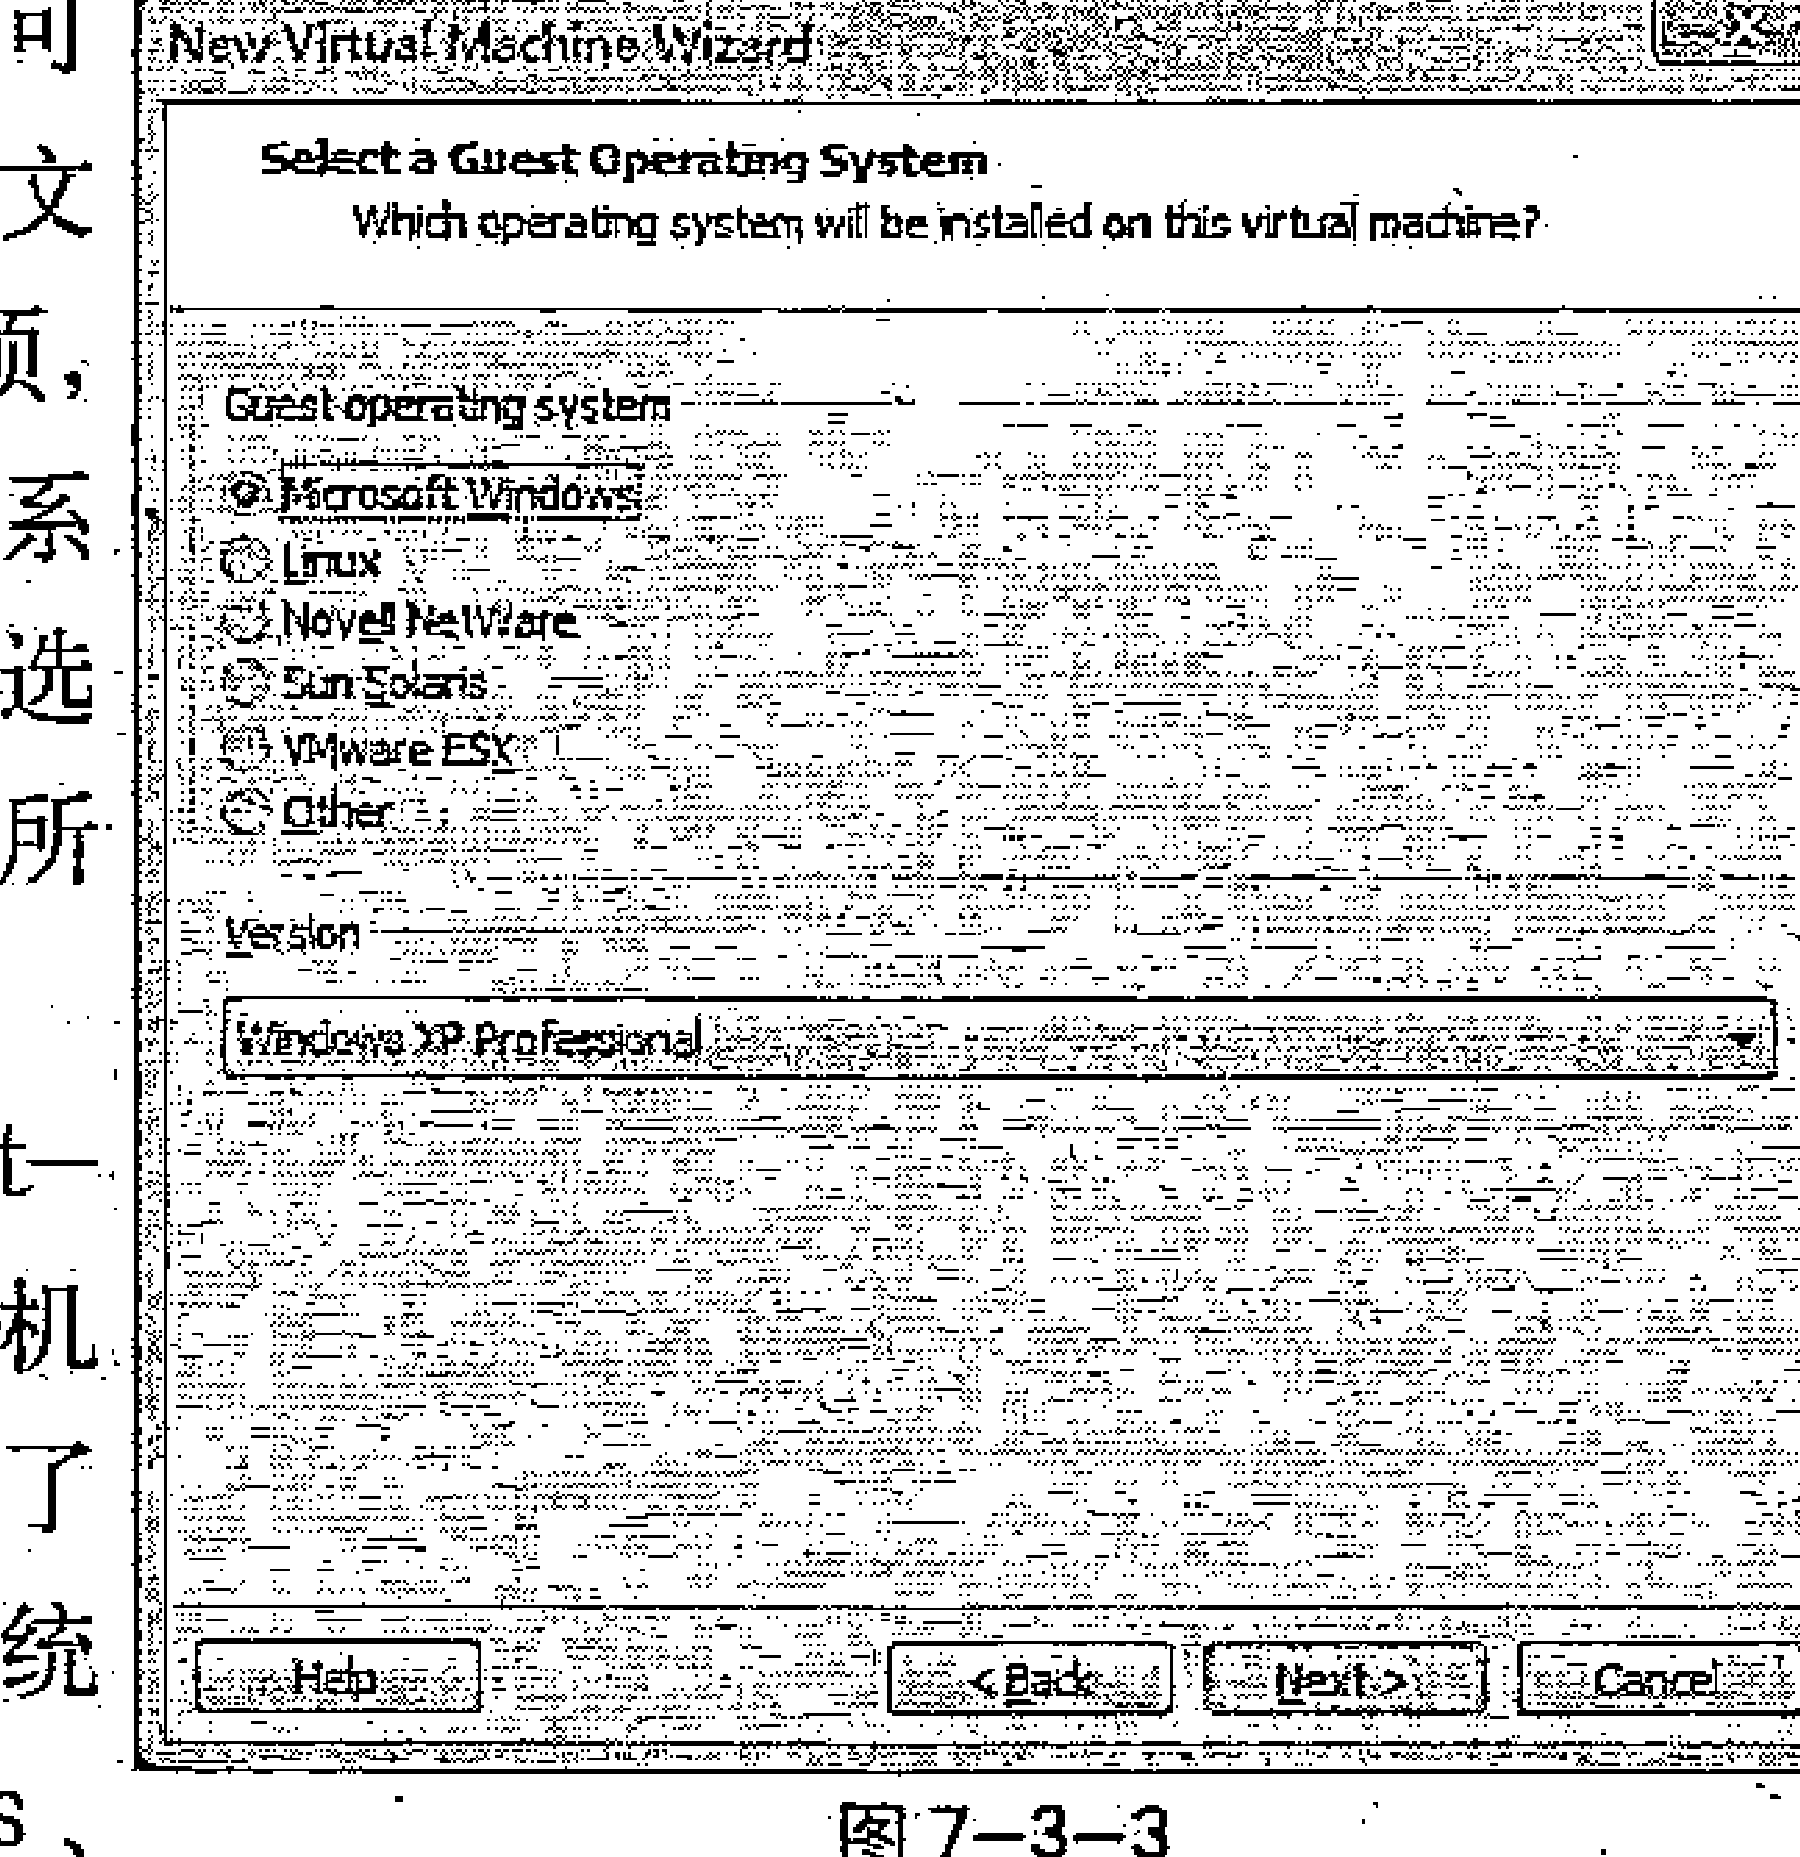 New Virtual Machine Wizard
Select a Guest Operating System
Which operating system will be installed on this virtual machine?
Guest operating system
Microsoft Windows
Linux
Novell NetWare
Sun Solaris
VMware ESX
Other
Version
Windows XP Professional
Help
< Back
Next >
Cancel
图 7-3-3
文
系
选
所
t—
机
了
统
s、